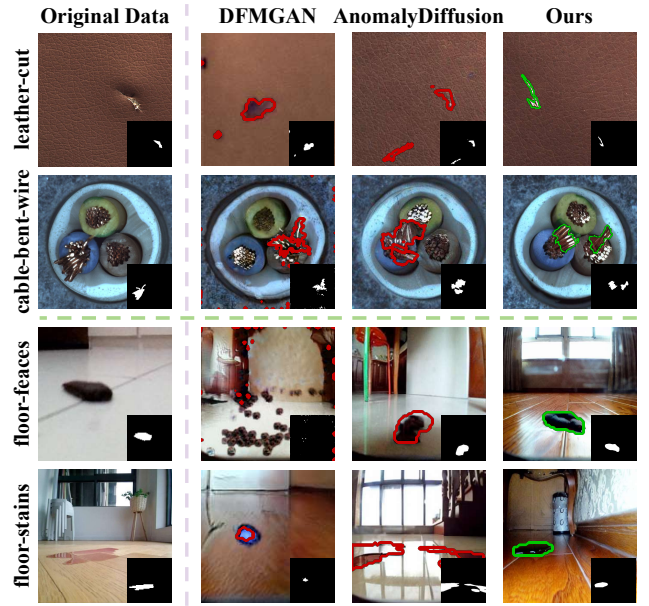 Original Data DFMGAN AnomalyDiffusion Ours
leather-cut
cable-bent-wire
floor-feaces
floor-stains